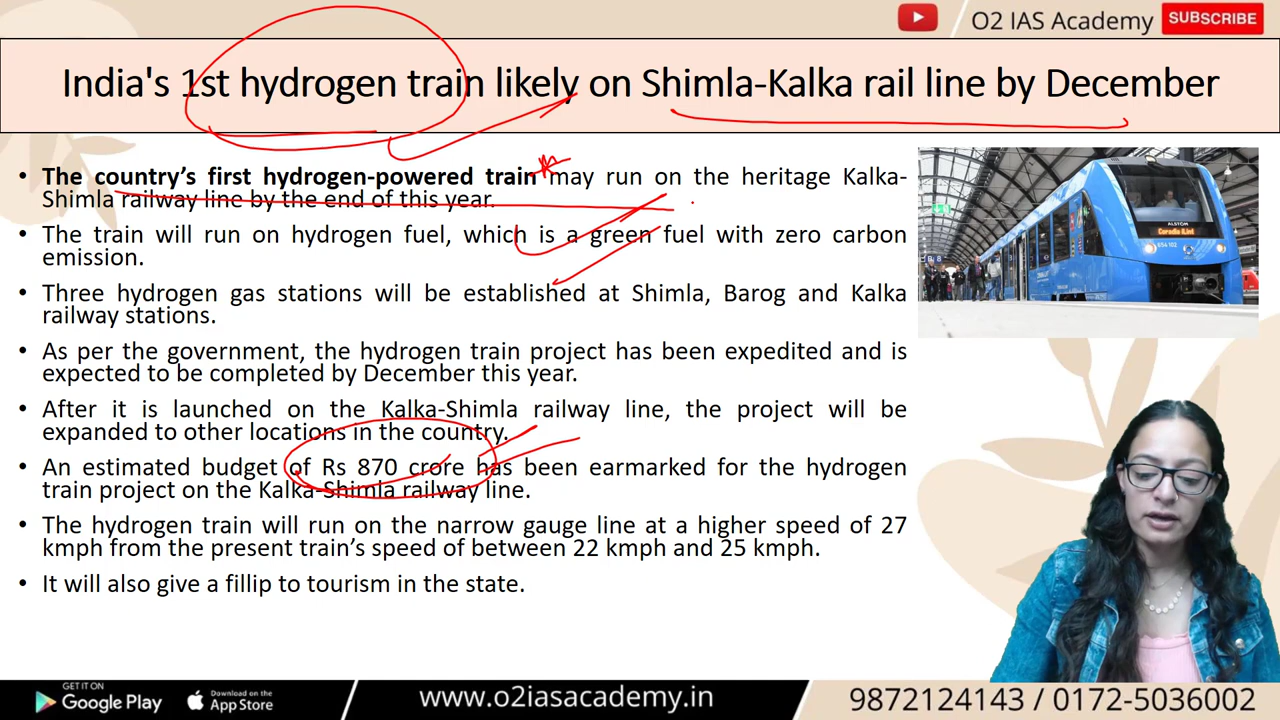 O2 IAS Academy SUBSCRIBE
India's 1st hydrogen train likely on Shimla-Kalka rail line by December
• The country's first hydrogen-powered train may run on the heritage Kalka-
Shimla railway line by the end of this year.
• The train will run on hydrogen fuel, which is a green fuel with zero carbon
emission.
• Three hydrogen gas stations will be established at Shimla, Barog and Kalka
railway stations.
• As per the government, the hydrogen train project has been expedited and is
expected to be completed by December this year.
• After it is launched on the Kalka-Shimla railway line, the project will be
expanded to other locations in the country.
• An estimated budget of Rs 870 crore has been earmarked for the hydrogen
train project on the Kalka-Shimla railway line.
• The hydrogen train will run on the narrow gauge line at a higher speed of 27
kmph from the present train's speed of between 22 kmph and 25 kmph.
• It will also give a fillip to tourism in the state.
ALSTOM
Coradia iLint
654 102
GET IT ON
Google Play
Download on the
App Store
www.o2iasacademy.in
9872124143 / 0172-5036002